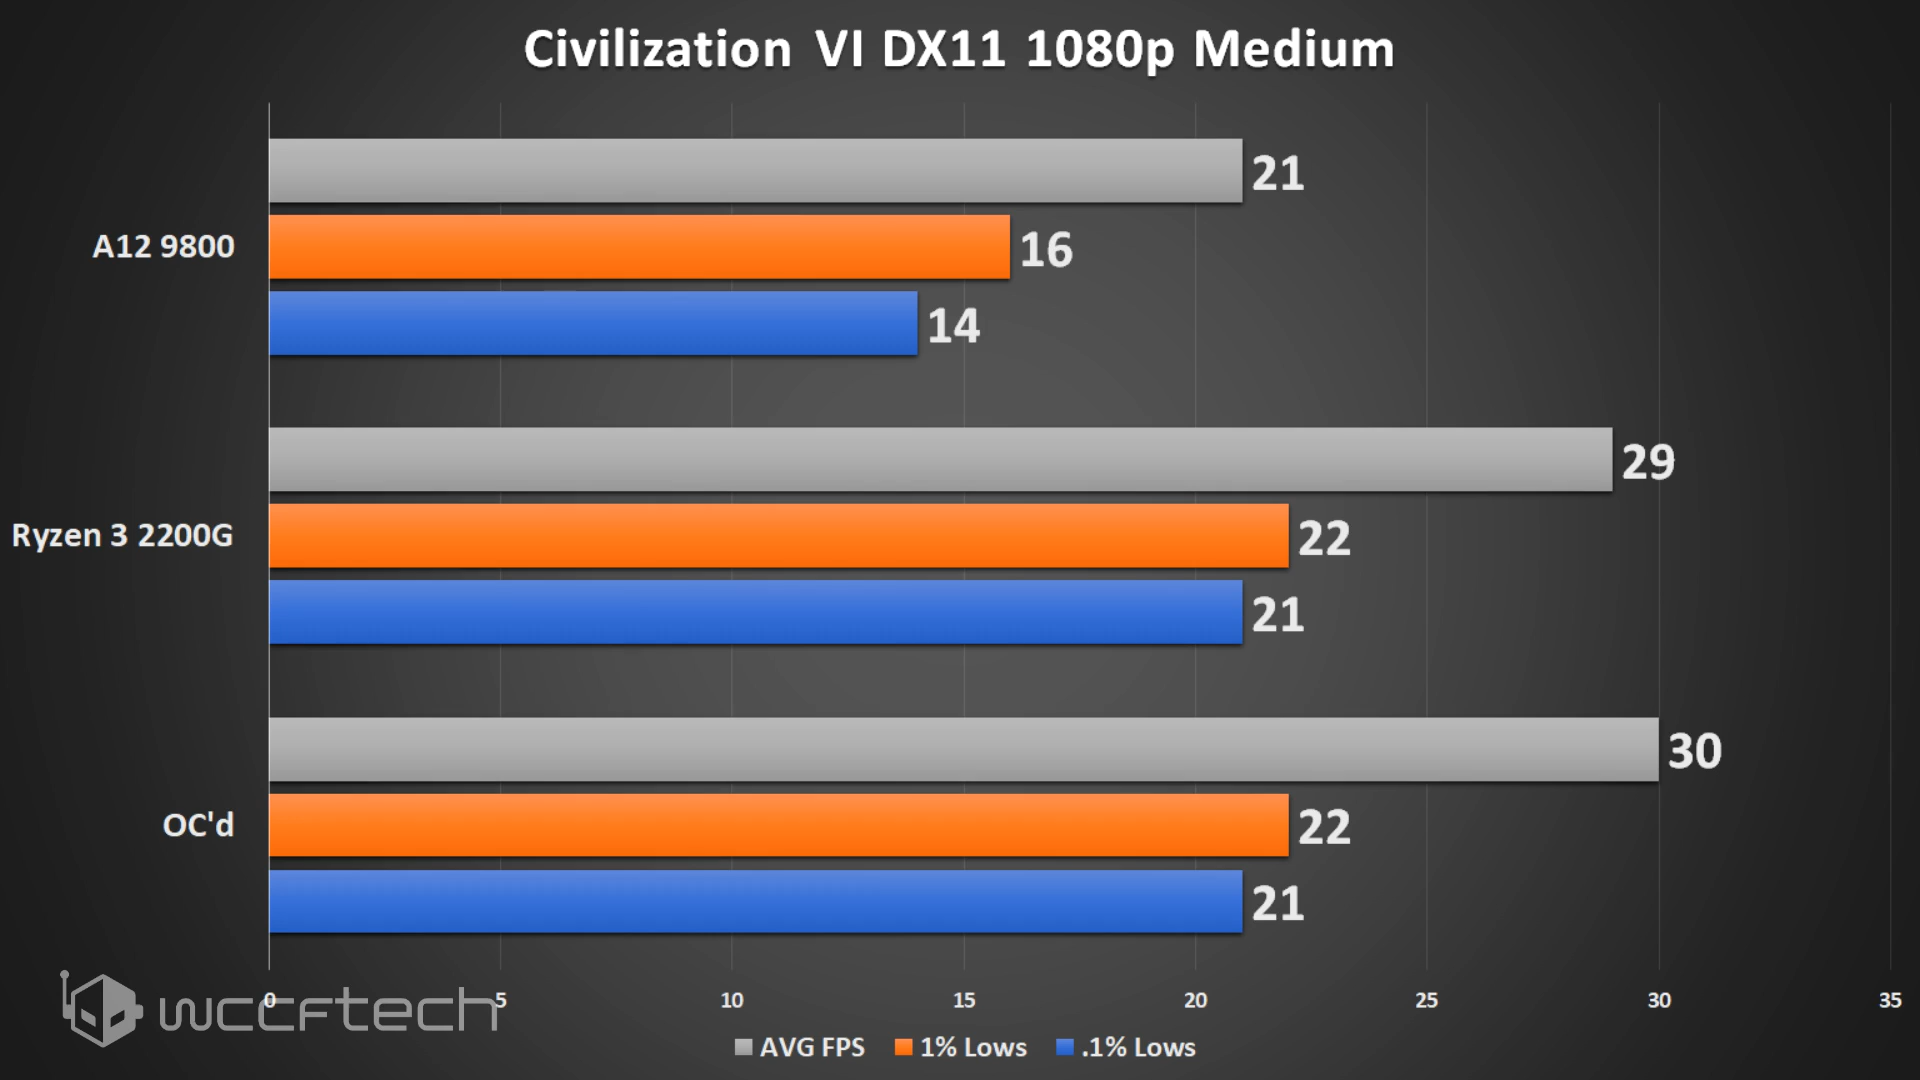 Civilization VI DX11 1080p Medium
A12 9800
21
16
14
Ryzen 3 2200G
29
22
21
OC'd
30
22
21
0 5 10 15 20 25 30 35
wccftech
AVG FPS 1% Lows .1% Lows